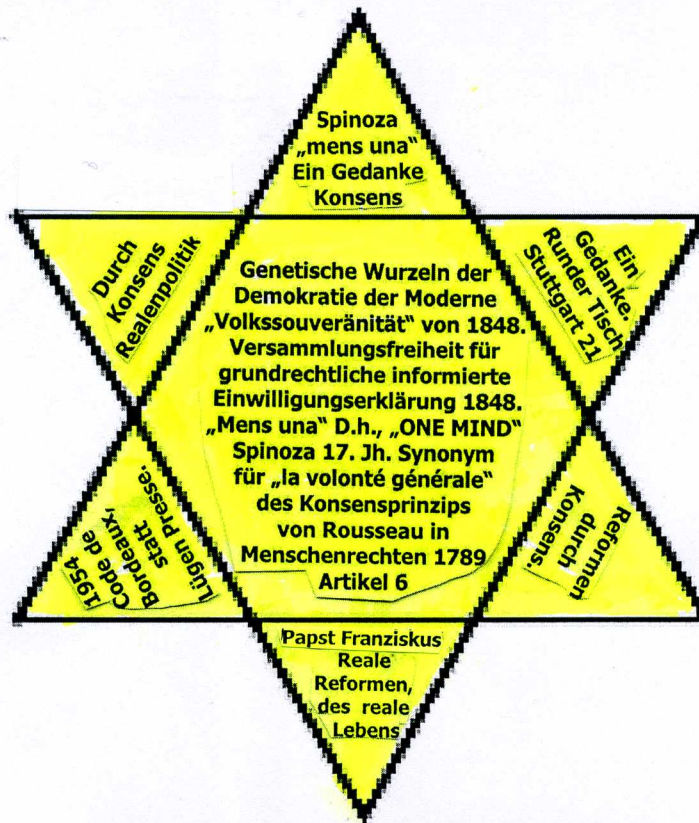 Spinoza
„mens una“
Ein Gedanke
Konsens
Durch
Konsens
Realenpolitik
Ein
Gedanke.
Runder Tisch
Stuttgart 21
Genetische Wurzeln der
Demokratie der Moderne
„Volkssouveränität“ von 1848.
Versammlungsfreiheit für
grundrechtliche informierte
Einwilligungserklärung 1848.
„Mens una“ D.h., „ONE MIND“
Spinoza 17. Jh. Synonym
für „la volonté générale“
des Konsensprinzips
von Rousseau in
Menschenrechten 1789
Artikel 6
1954
Code de
Bordeaux,
statt
Lügen Presse.
Reformen
durch
Konsens.
Papst Franziskus
Reale
Reformen,
des reale
Lebens